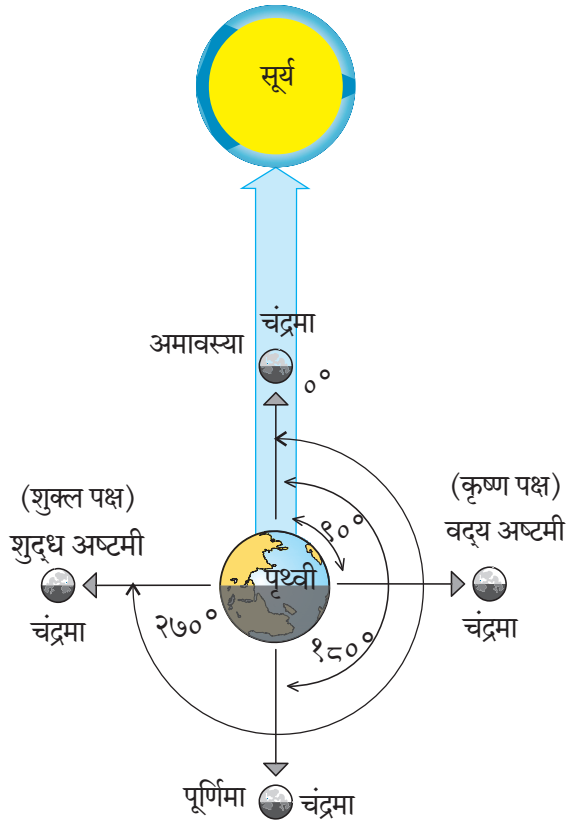 सूर्य
चंद्रमा
अमावस्या
०°
(शुक्ल पक्ष)
शुद्ध अष्टमी
चंद्रमा
(कृष्ण पक्ष)
वद्य अष्टमी
चंद्रमा
९०°
पृथ्वी
२७०°
१८०°
पूर्णिमा
चंद्रमा